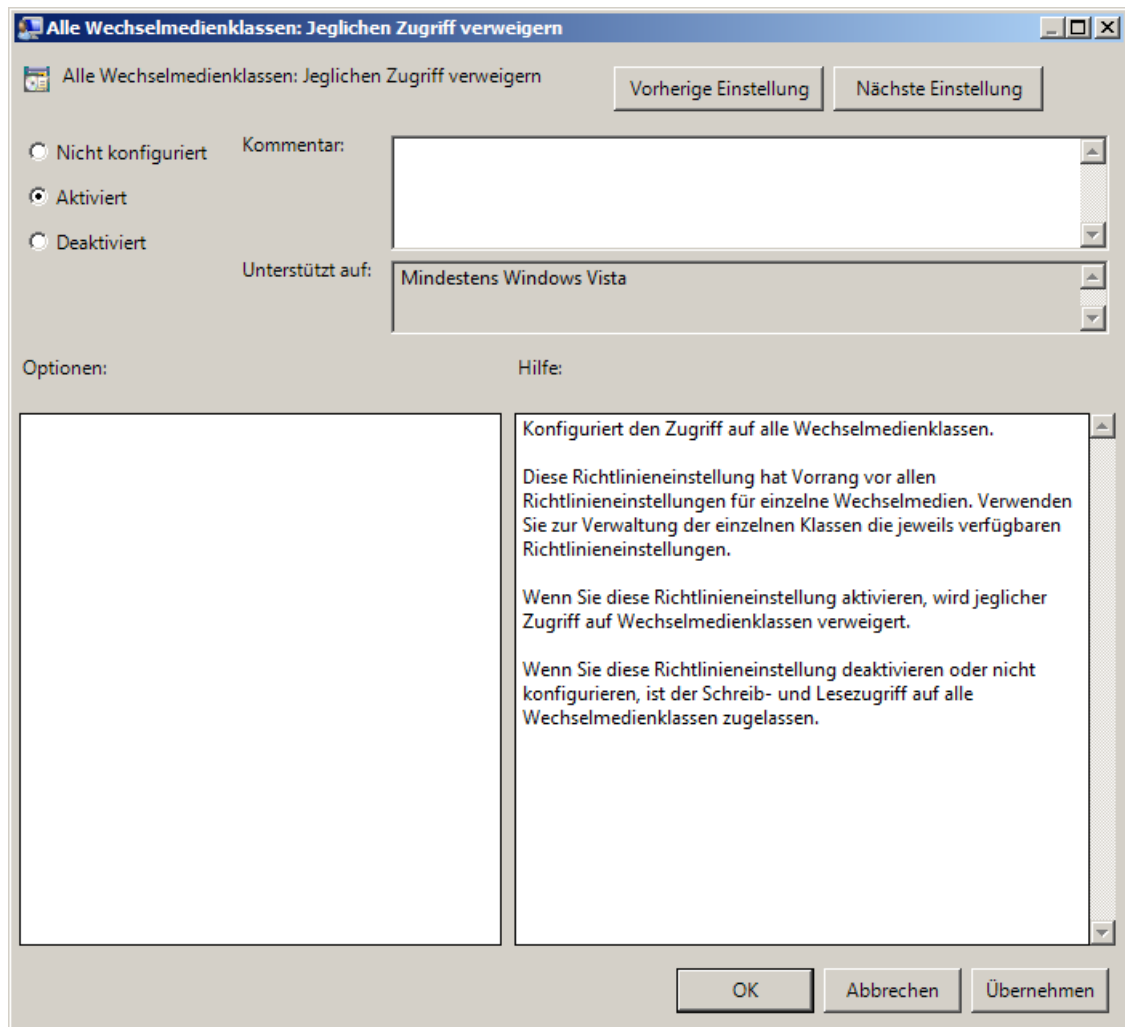 Alle Wechselmedienklassen: Jeglichen Zugriff verweigern
Alle Wechselmedienklassen: Jeglichen Zugriff verweigern
Vorherige Einstellung
Nächste Einstellung
Nicht konfiguriert
Aktiviert
Deaktiviert
Kommentar:
Unterstützt auf:
Mindestens Windows Vista
Optionen:
Hilfe:
Konfiguriert den Zugriff auf alle Wechselmedienklassen.
Diese Richtlinieneinstellung hat Vorrang vor allen
Richtlinieneinstellungen für einzelne Wechselmedien. Verwenden
Sie zur Verwaltung der einzelnen Klassen die jeweils verfügbaren
Richtlinieneinstellungen.
Wenn Sie diese Richtlinieneinstellung aktivieren, wird jeglicher
Zugriff auf Wechselmedienklassen verweigert.
Wenn Sie diese Richtlinieneinstellung deaktivieren oder nicht
konfigurieren, ist der Schreib- und Lesezugriff auf alle
Wechselmedienklassen zugelassen.
OK
Abbrechen
Übernehmen